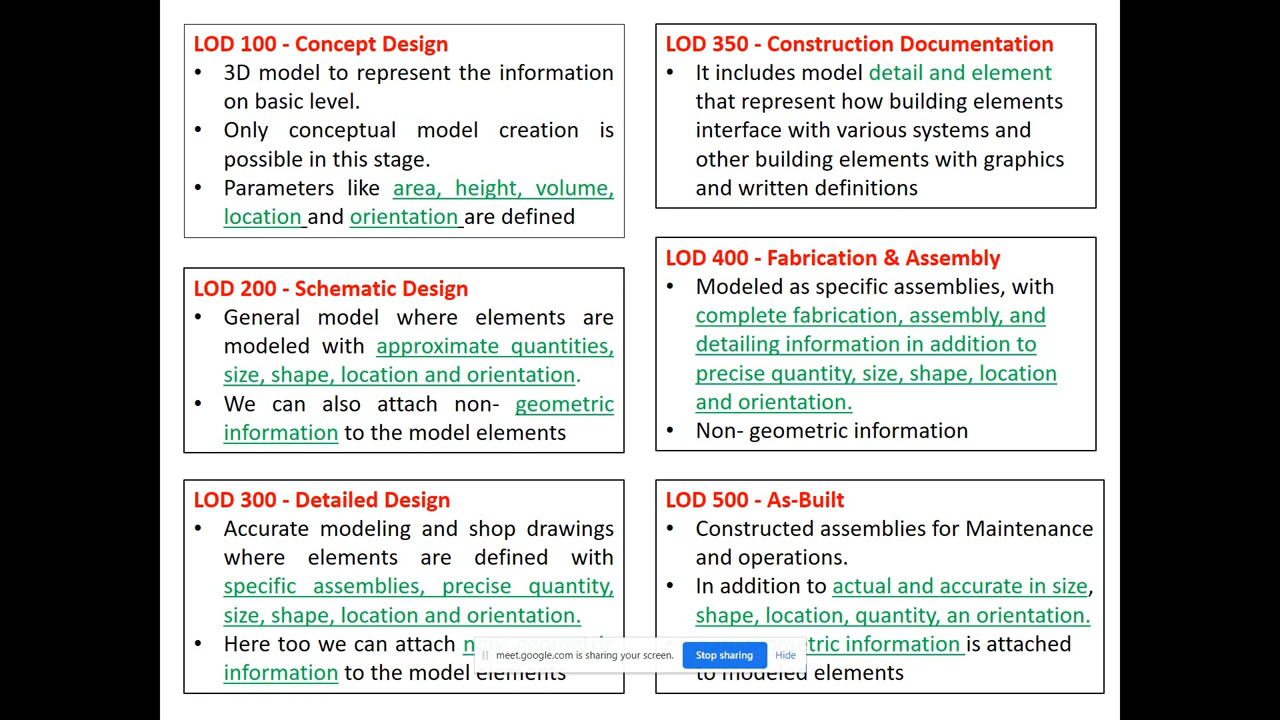 LOD 100 - Concept Design
• 3D model to represent the information
on basic level.
• Only conceptual model creation is
possible in this stage.
• Parameters like area, height, volume,
location and orientation are defined
LOD 200 - Schematic Design
• General model where elements are
modeled with approximate quantities,
size, shape, location and orientation.
• We can also attach non- geometric
information to the model elements
LOD 300 - Detailed Design
• Accurate modeling and shop drawings
where elements are defined with
specific assemblies, precise quantity,
size, shape, location and orientation.
• Here too we can attach
information to the model elements
LOD 350 - Construction Documentation
• It includes model detail and element
that represent how building elements
interface with various systems and
other building elements with graphics
and written definitions
LOD 400 - Fabrication & Assembly
• Modeled as specific assemblies, with
complete fabrication, assembly, and
detailing information in addition to
precise quantity, size, shape, location
and orientation.
• Non- geometric information
LOD 500 - As-Built
• Constructed assemblies for Maintenance
and operations.
• In addition to actual and accurate in size,
shape, location, quantity, an orientation.
information is attached
to modeled elements
meet.google.com is sharing your screen.
Stop sharing
Hide